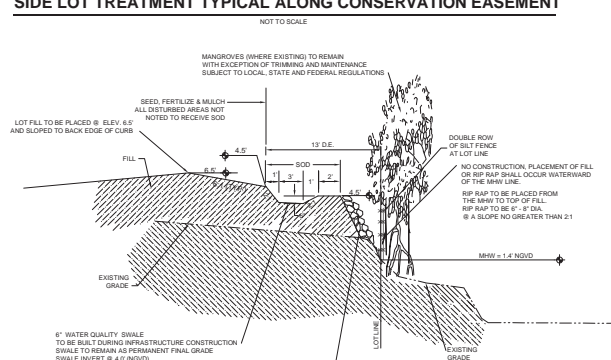 SIDE LOT TREATMENT TYPICAL ALONG CONSERVATION EASEMENT
NOT TO SCALE
MANGROVES (WHERE EXISTING) TO REMAIN
WITH EXCEPTION OF TRIMMING AND MAINTENANCE
SUBJECT TO LOCAL, STATE AND FEDERAL REGULATIONS
SEED, FERTILIZE & MULCH
ALL DISTURBED AREAS NOT
NOTED TO RECEIVE SOD
LOT FILL TO BE PLACED @ ELEV. 6.5'
AND SLOPED TO BACK EDGE OF CURB
FILL
4.5'
6.5'
13' D.E.
SOD
1'
3'
1'
2'
4.5'
DOUBLE ROW
OF SILT FENCE
AT LOT LINE
NO CONSTRUCTION, PLACEMENT OF FILL
OR RIP RAP SHALL OCCUR WATERWARD
OF THE MHW LINE.
RIP RAP TO BE PLACED FROM
THE MHW TO TOP OF FILL.
RIP RAP TO BE 6" - 8" DIA.
@ A SLOPE NO GREATER THAN 2:1
MHW = 1.4' NGVD
EXISTING
GRADE
6" WATER QUALITY SWALE
TO BE BUILT DURING INFRASTRUCTURE CONSTRUCTION
SWALE TO REMAIN AS PERMANENT FINAL GRADE
SWALE INVERT @ 4.0' (NGVD)
LOT LINE
EXISTING
GRADE